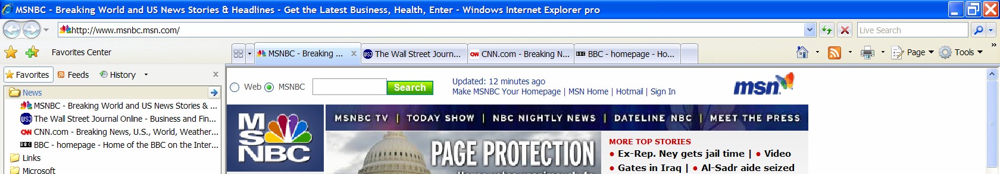 MSNBC - Breaking World and US News Stories & Headlines - Get the Latest Business, Health, Enter - Windows Internet Explorer pro
http://www.msnbc.msn.com/
Live Search
Favorites Center
MSNBC - Breaking ...
The Wall Street Journ...
CNN.com - Breaking N...
BBC - homepage - Ho...
Page
Tools
Favorites
Feeds
History
News
MSNBC - Breaking World and US News Stories & ...
The Wall Street Journal Online - Business and Fin...
CNN.com - Breaking News, U.S., World, Weather...
BBC - homepage - Home of the BBC on the Inter...
Links
Microsoft
Web MSNBC
Search
Updated: 12 minutes ago
Make MSNBC Your Homepage | MSN Home | Hotmail | Sign In
msn
MSNBC
MSNBC TV | TODAY SHOW | NBC NIGHTLY NEWS | DATELINE NBC | MEET THE PRESS
PAGE PROTECTION
MORE TOP STORIES
• Ex-Rep. Ney gets jail time | • Video
• Gates in Iraq | • Al-Sadr aide seized